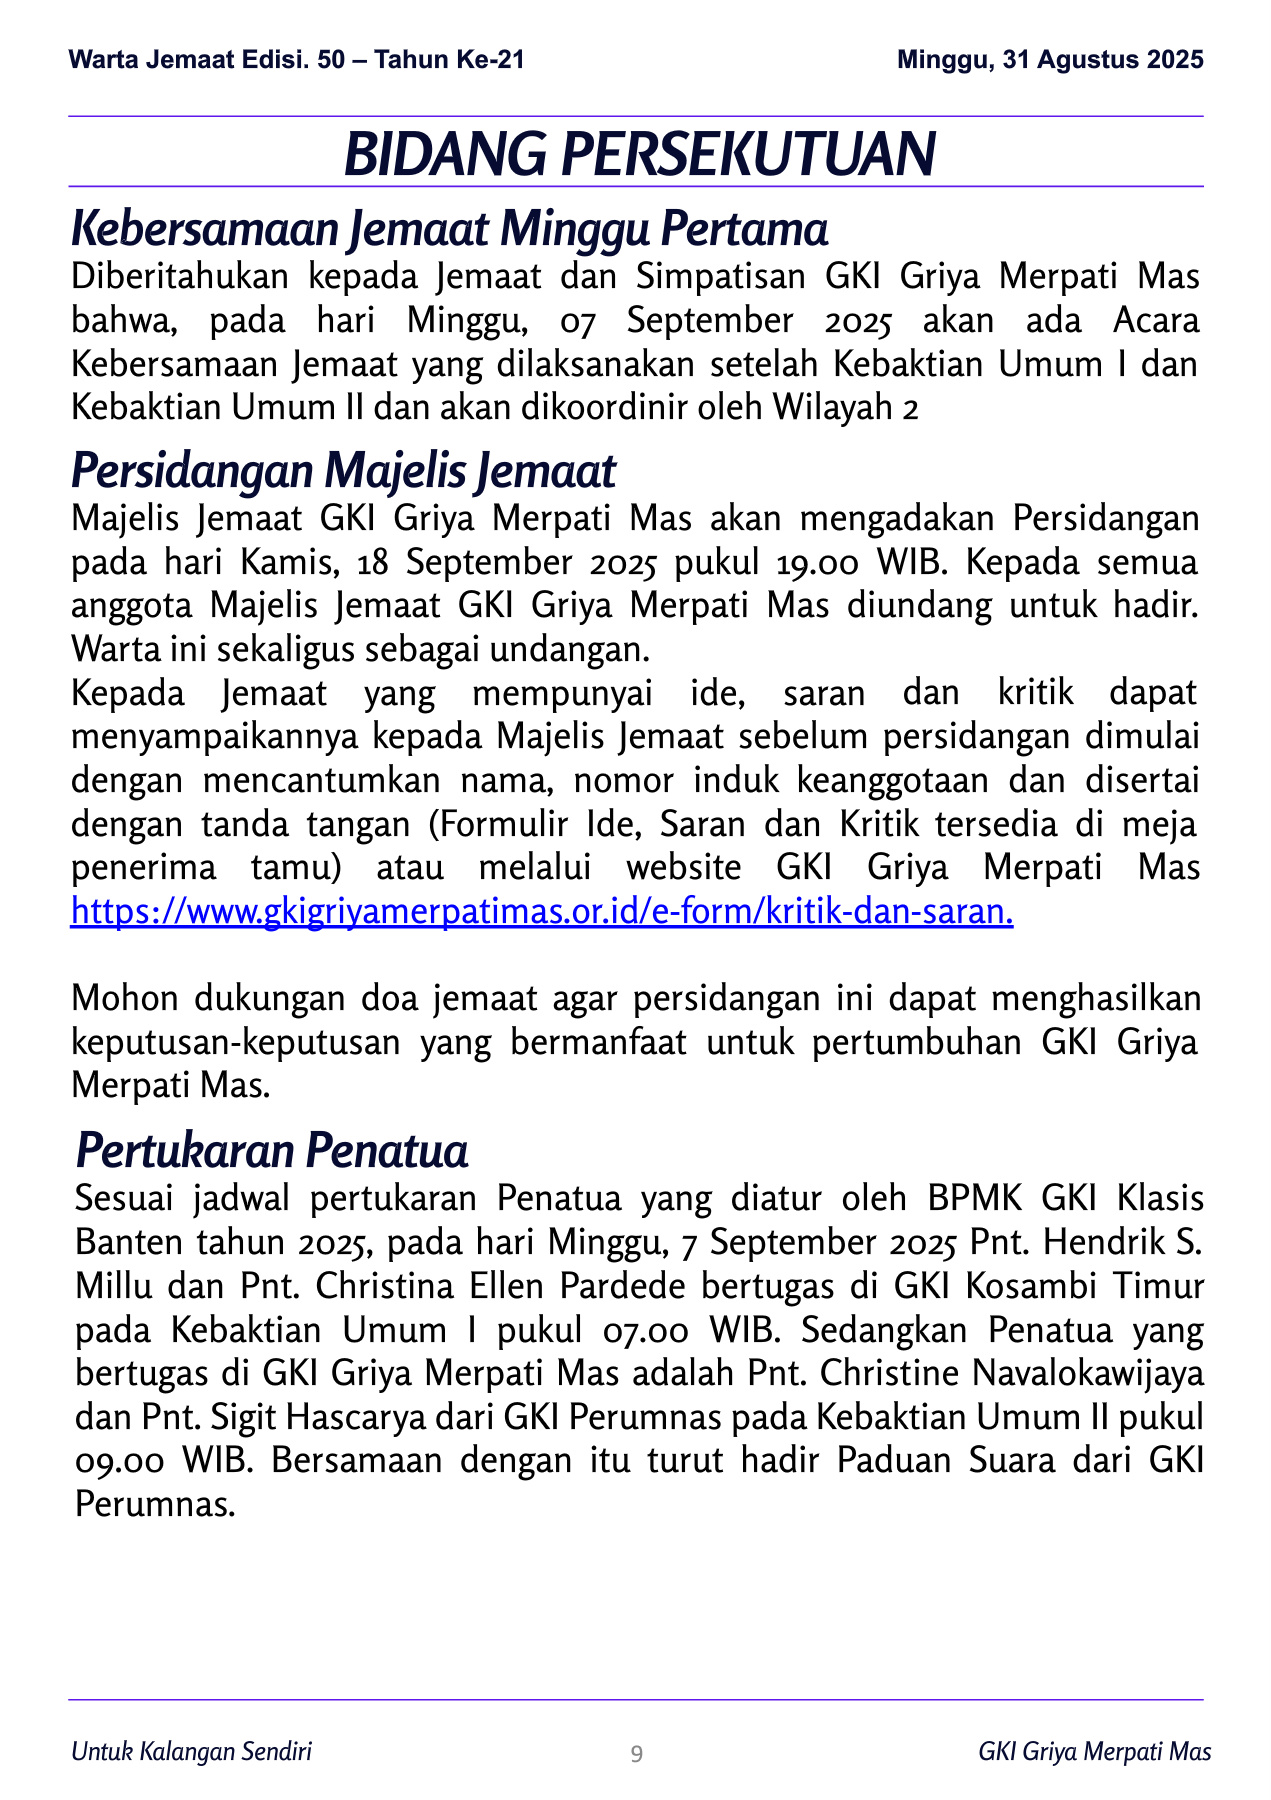 Warta Jemaat Edisi. 50 – Tahun Ke-21
Minggu, 31 Agustus 2025
BIDANG PERSEKUTUAN
Kebersamaan Jemaat Minggu Pertama
Diberitahukan kepada Jemaat dan Simpatisan GKI Griya Merpati Mas
bahwa, pada hari Minggu, 07 September 2025 akan ada Acara
Kebersamaan Jemaat yang dilaksanakan setelah Kebaktian Umum I dan
Kebaktian Umum II dan akan dikoordinir oleh Wilayah 2
Persidangan Majelis Jemaat
Majelis Jemaat GKI Griya Merpati Mas akan mengadakan Persidangan
pada hari Kamis, 18 September 2025 pukul 19.00 WIB. Kepada semua
anggota Majelis Jemaat GKI Griya Merpati Mas diundang untuk hadir.
Warta ini sekaligus sebagai undangan.
Kepada Jemaat yang mempunyai ide, saran dan kritik dapat
menyampaikannya kepada Majelis Jemaat sebelum persidangan dimulai
dengan mencantumkan nama, nomor induk keanggotaan dan disertai
dengan tanda tangan (Formulir Ide, Saran dan Kritik tersedia di meja
penerima tamu) atau melalui website GKI Griya Merpati Mas
https://www.gkigriyamerpatimas.or.id/e-form/kritik-dan-saran.
Mohon dukungan doa jemaat agar persidangan ini dapat menghasilkan
keputusan-keputusan yang bermanfaat untuk pertumbuhan GKI Griya
Merpati Mas.
Pertukaran Penatua
Sesuai jadwal pertukaran Penatua yang diatur oleh BPMK GKI Klasis
Banten tahun 2025, pada hari Minggu, 7 September 2025 Pnt. Hendrik S.
Millu dan Pnt. Christina Ellen Pardede bertugas di GKI Kosambi Timur
pada Kebaktian Umum I pukul 07.00 WIB. Sedangkan Penatua yang
bertugas di GKI Griya Merpati Mas adalah Pnt. Christine Navalokawijaya
dan Pnt. Sigit Hascarya dari GKI Perumnas pada Kebaktian Umum II pukul
09.00 WIB. Bersamaan dengan itu turut hadir Paduan Suara dari GKI
Perumnas.
Untuk Kalangan Sendiri
9
GKI Griya Merpati Mas